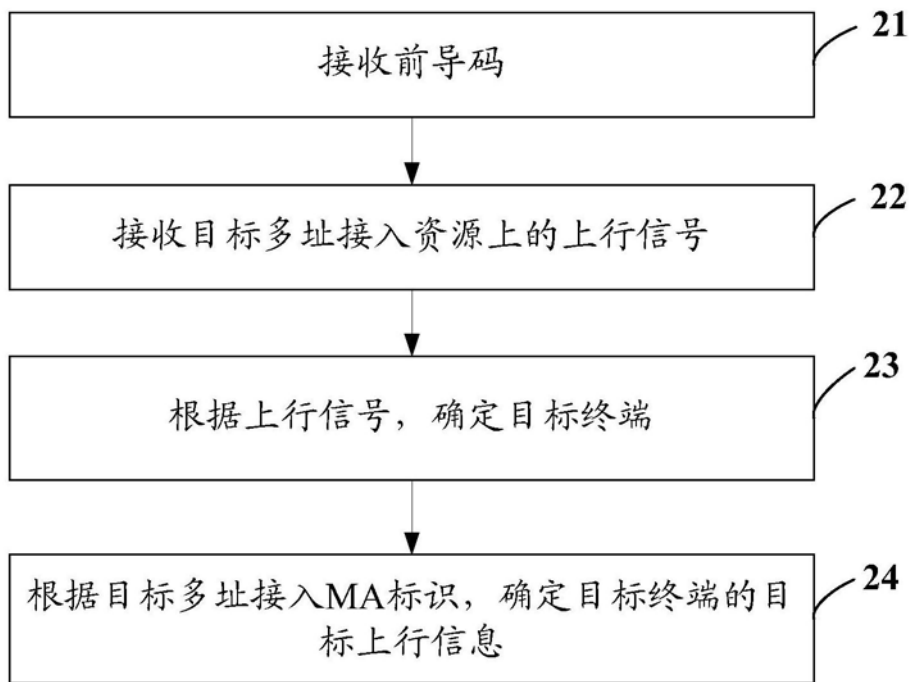 21
接收前导码
22
接收目标多址接入资源上的上行信号
23
根据上行信号，确定目标终端
24
根据目标多址接入MA标识，确定目标终端的目
标上行信息